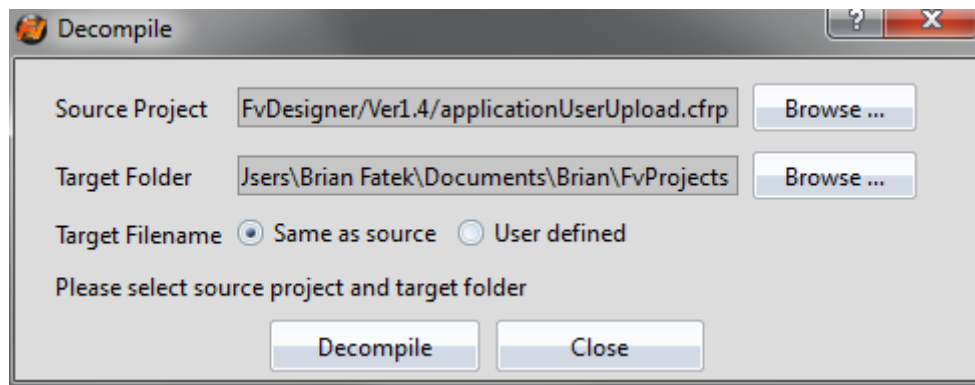 Decompile
?
X
Source Project FvDesigner/Ver1.4/applicationUserUpload.cfrp Browse ...
Target Folder Jsers\Brian Fatek\Documents\Brian\FvProjects Browse ...
Target Filename Same as source User defined
Please select source project and target folder
Decompile Close